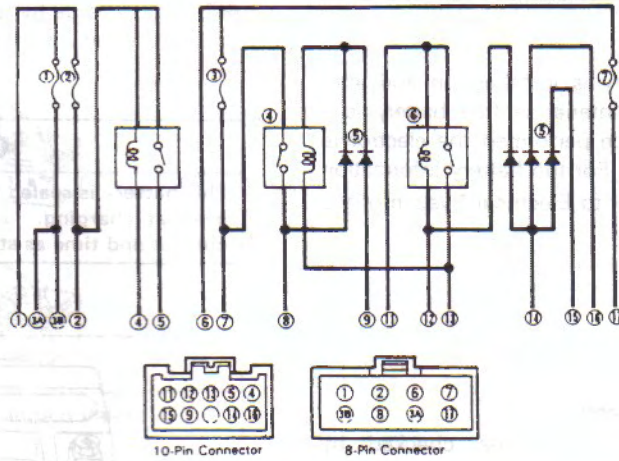 ① ② ③ ⑦
④ ⑤ ⑥ ⑤
① 3A 3B ② ④ ⑤ ⑥ ⑦ ⑧ ⑨ ⑪ ⑫ ⑬ ⑭ ⑮ ⑯ ⑰
⑪ ⑫ ⑬ ⑤ ④
⑮ ⑨ ⑭ ⑯
10-Pin Connector
① ② ⑥ ⑦
3B ⑧ 3A ⑰
8-Pin Connector